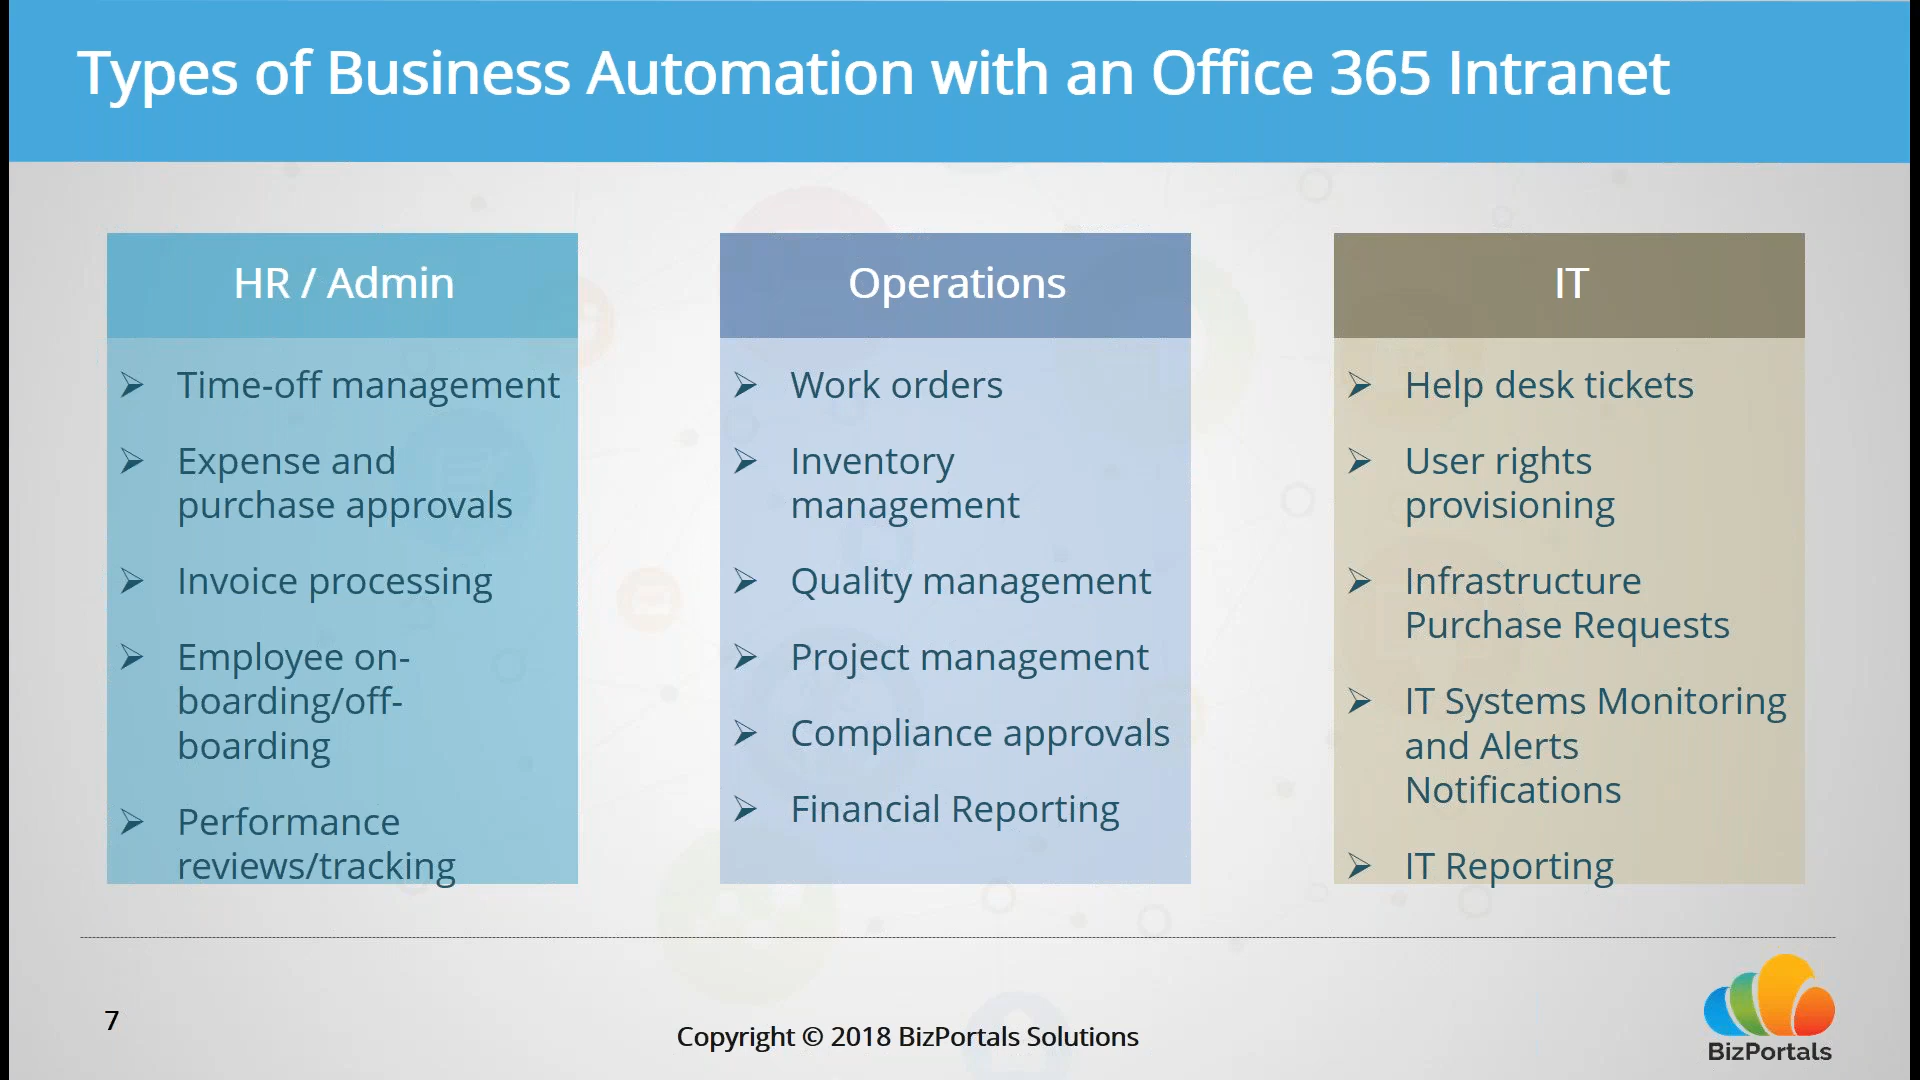 Types of Business Automation with an Office 365 Intranet
HR / Admin
Time-off management
Expense and
purchase approvals
Invoice processing
Employee on-
boarding/off-
boarding
Performance
reviews/tracking
Operations
Work orders
Inventory
management
Quality management
Project management
Compliance approvals
Financial Reporting
IT
Help desk tickets
User rights
provisioning
Infrastructure
Purchase Requests
IT Systems Monitoring
and Alerts
Notifications
IT Reporting
7
Copyright © 2018 BizPortals Solutions
BizPortals